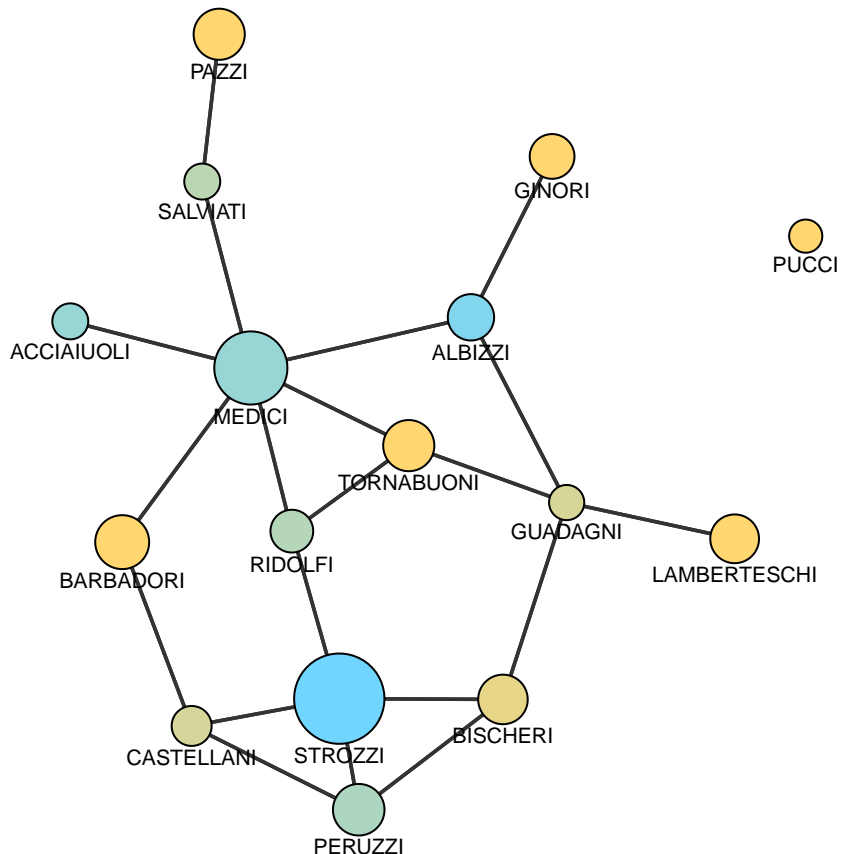 PAZZI
GINORI
SALVIATI
PUCCI
ACCIAIUOLI
ALBIZZI
MEDICI
TORNABUONI
GUADAGNI
RIDOLFI
LAMBERTESCHI
BARBADORI
BISCHERI
STROZZI
CASTELLANI
PERUZZI